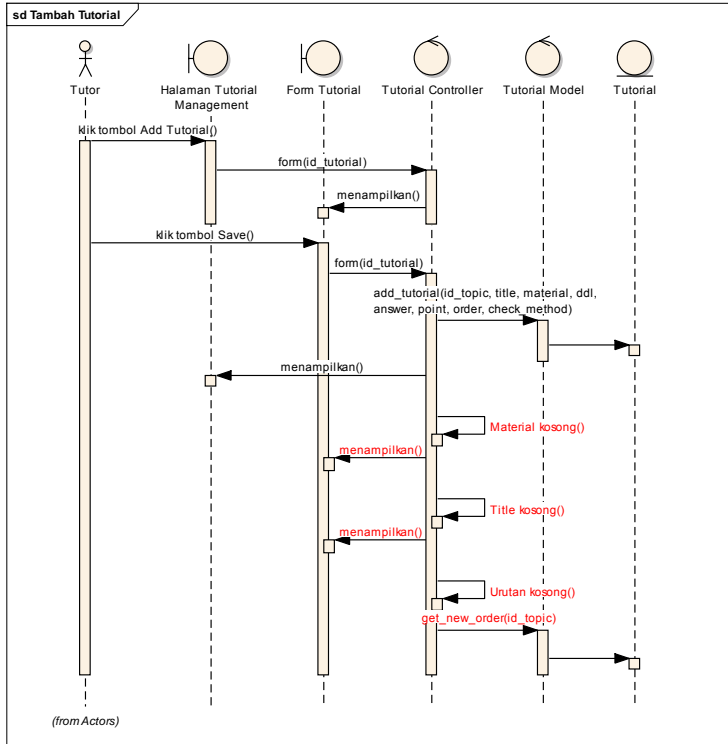 sd Tambah Tutorial
Tutor
Halaman Tutorial
Management
Form Tutorial
Tutorial Controller
Tutorial Model
Tutorial
klik tombol Add Tutorial()
form(id_tutorial)
menampilkan()
klik tombol Save()
form(id_tutorial)
add_tutorial(id_topic, title, material, ddl,
answer, point, order, check_method)
menampilkan()
Material kosong()
menampilkan()
Title kosong()
menampilkan()
Urutan kosong()
get_new_order(id_topic)
(from Actors)